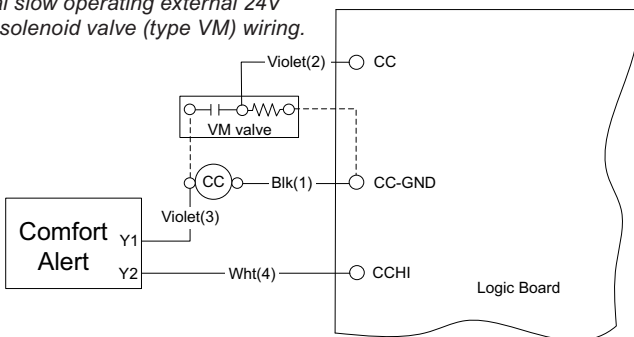 slow operating external 24V
solenoid valve (type VM) wiring.
Violet(2)
CC
VM valve
CC
Blk(1)
CC-GND
Violet(3)
Comfort
Alert
Y1
Y2
Wht(4)
CCHI
Logic Board